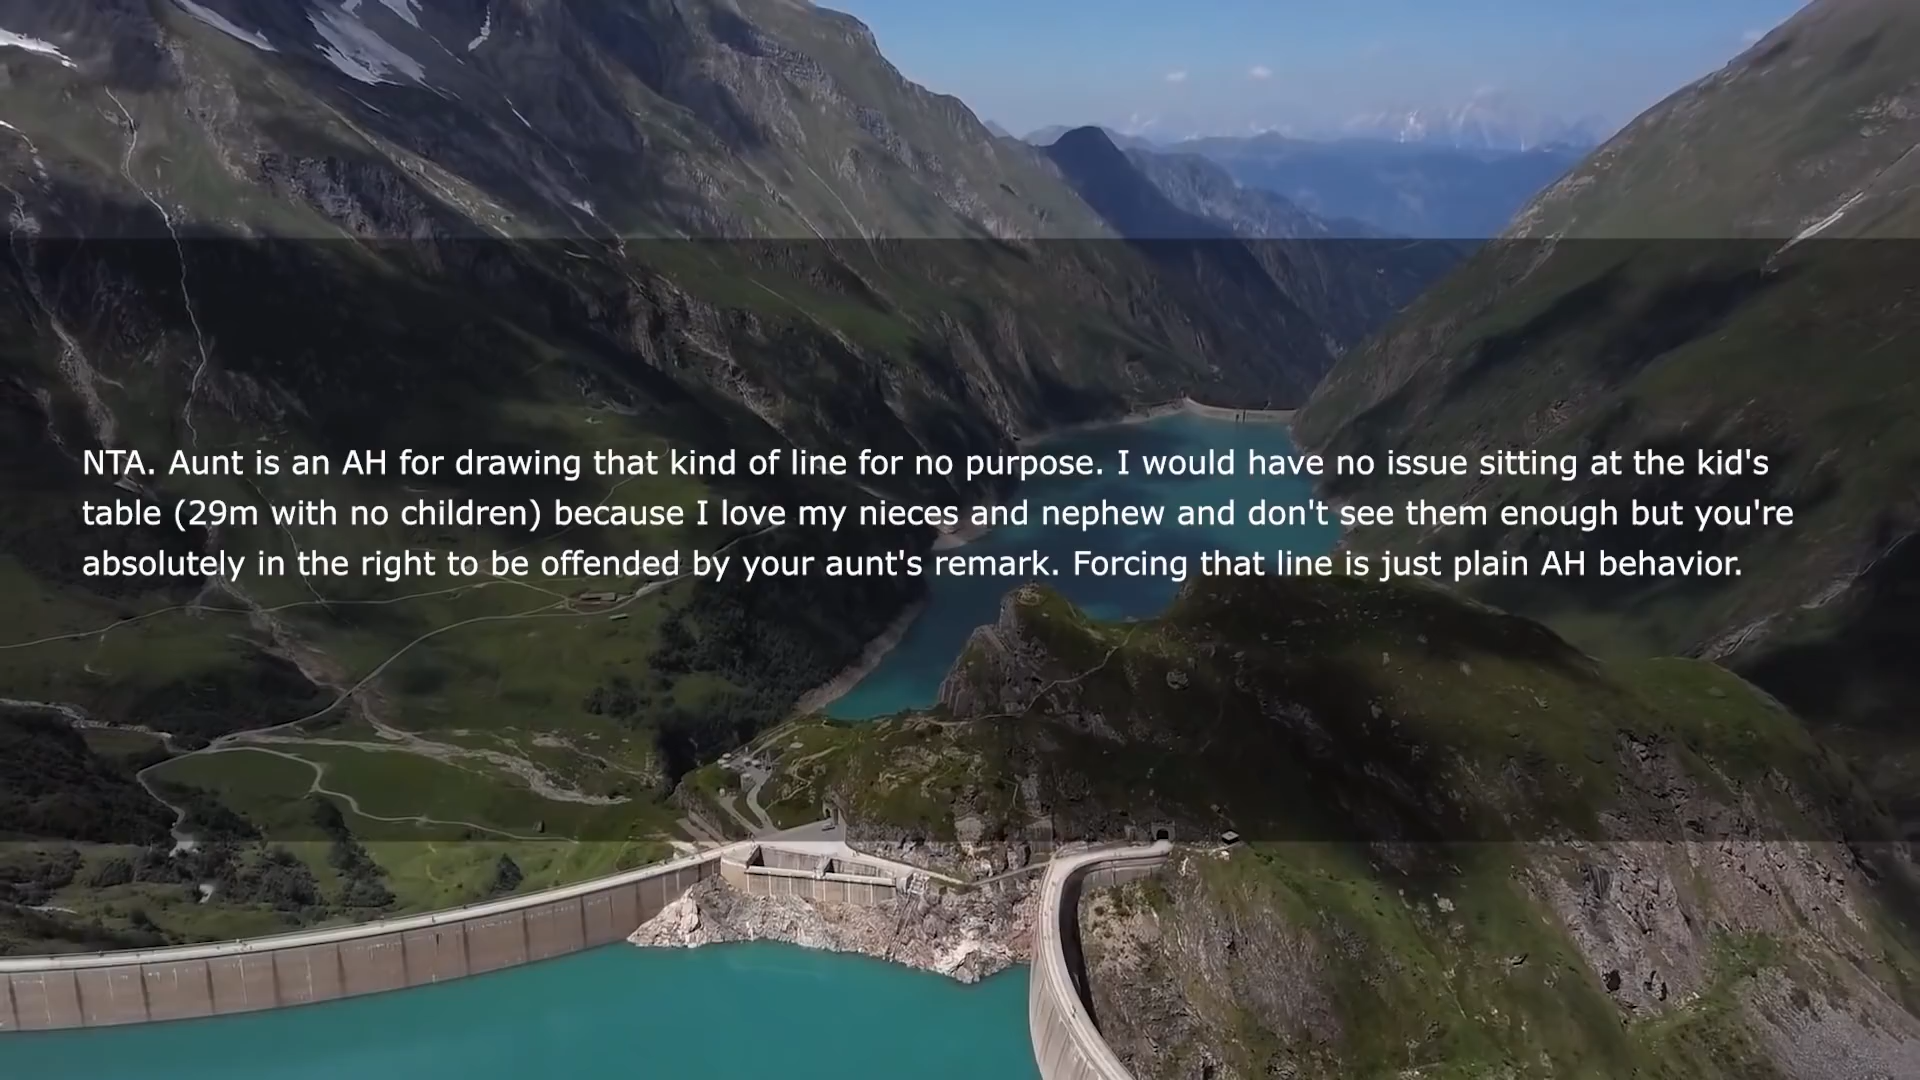 NTA. Aunt is an AH for drawing that kind of line for no purpose. I would have no issue sitting at the kid's
table (29m with no children) because I love my nieces and nephew and don't see them enough but you're
absolutely in the right to be offended by your aunt's remark. Forcing that line is just plain AH behavior.